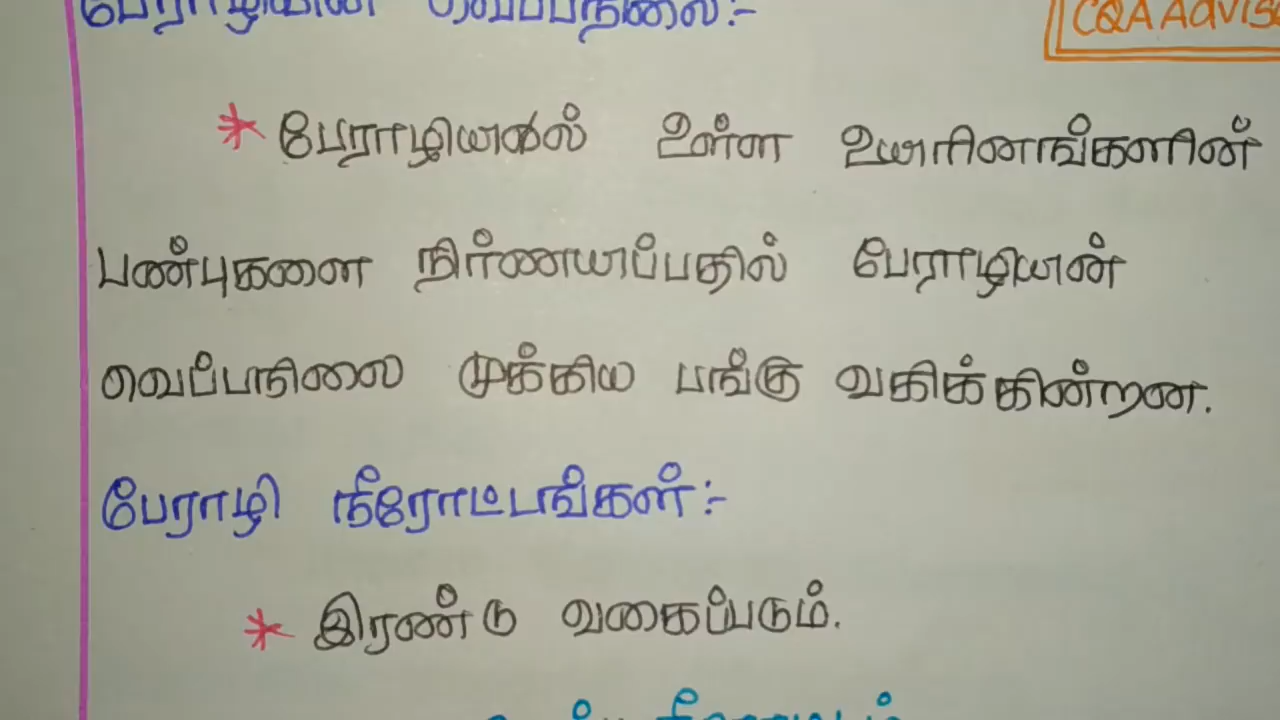 பேராழியின் வெப்பநிலை:-
CQA ADVIS
* பேராழியில் உள்ள உயிரினங்களின்
பண்புகளை நிர்ணயிப்பதில் பேராழியின்
வெப்பநிலை முக்கிய பங்கு வகிக்கின்றன.
பேராழி நீரோட்டங்கள்:-
* இரண்டு வகைப்படும்.